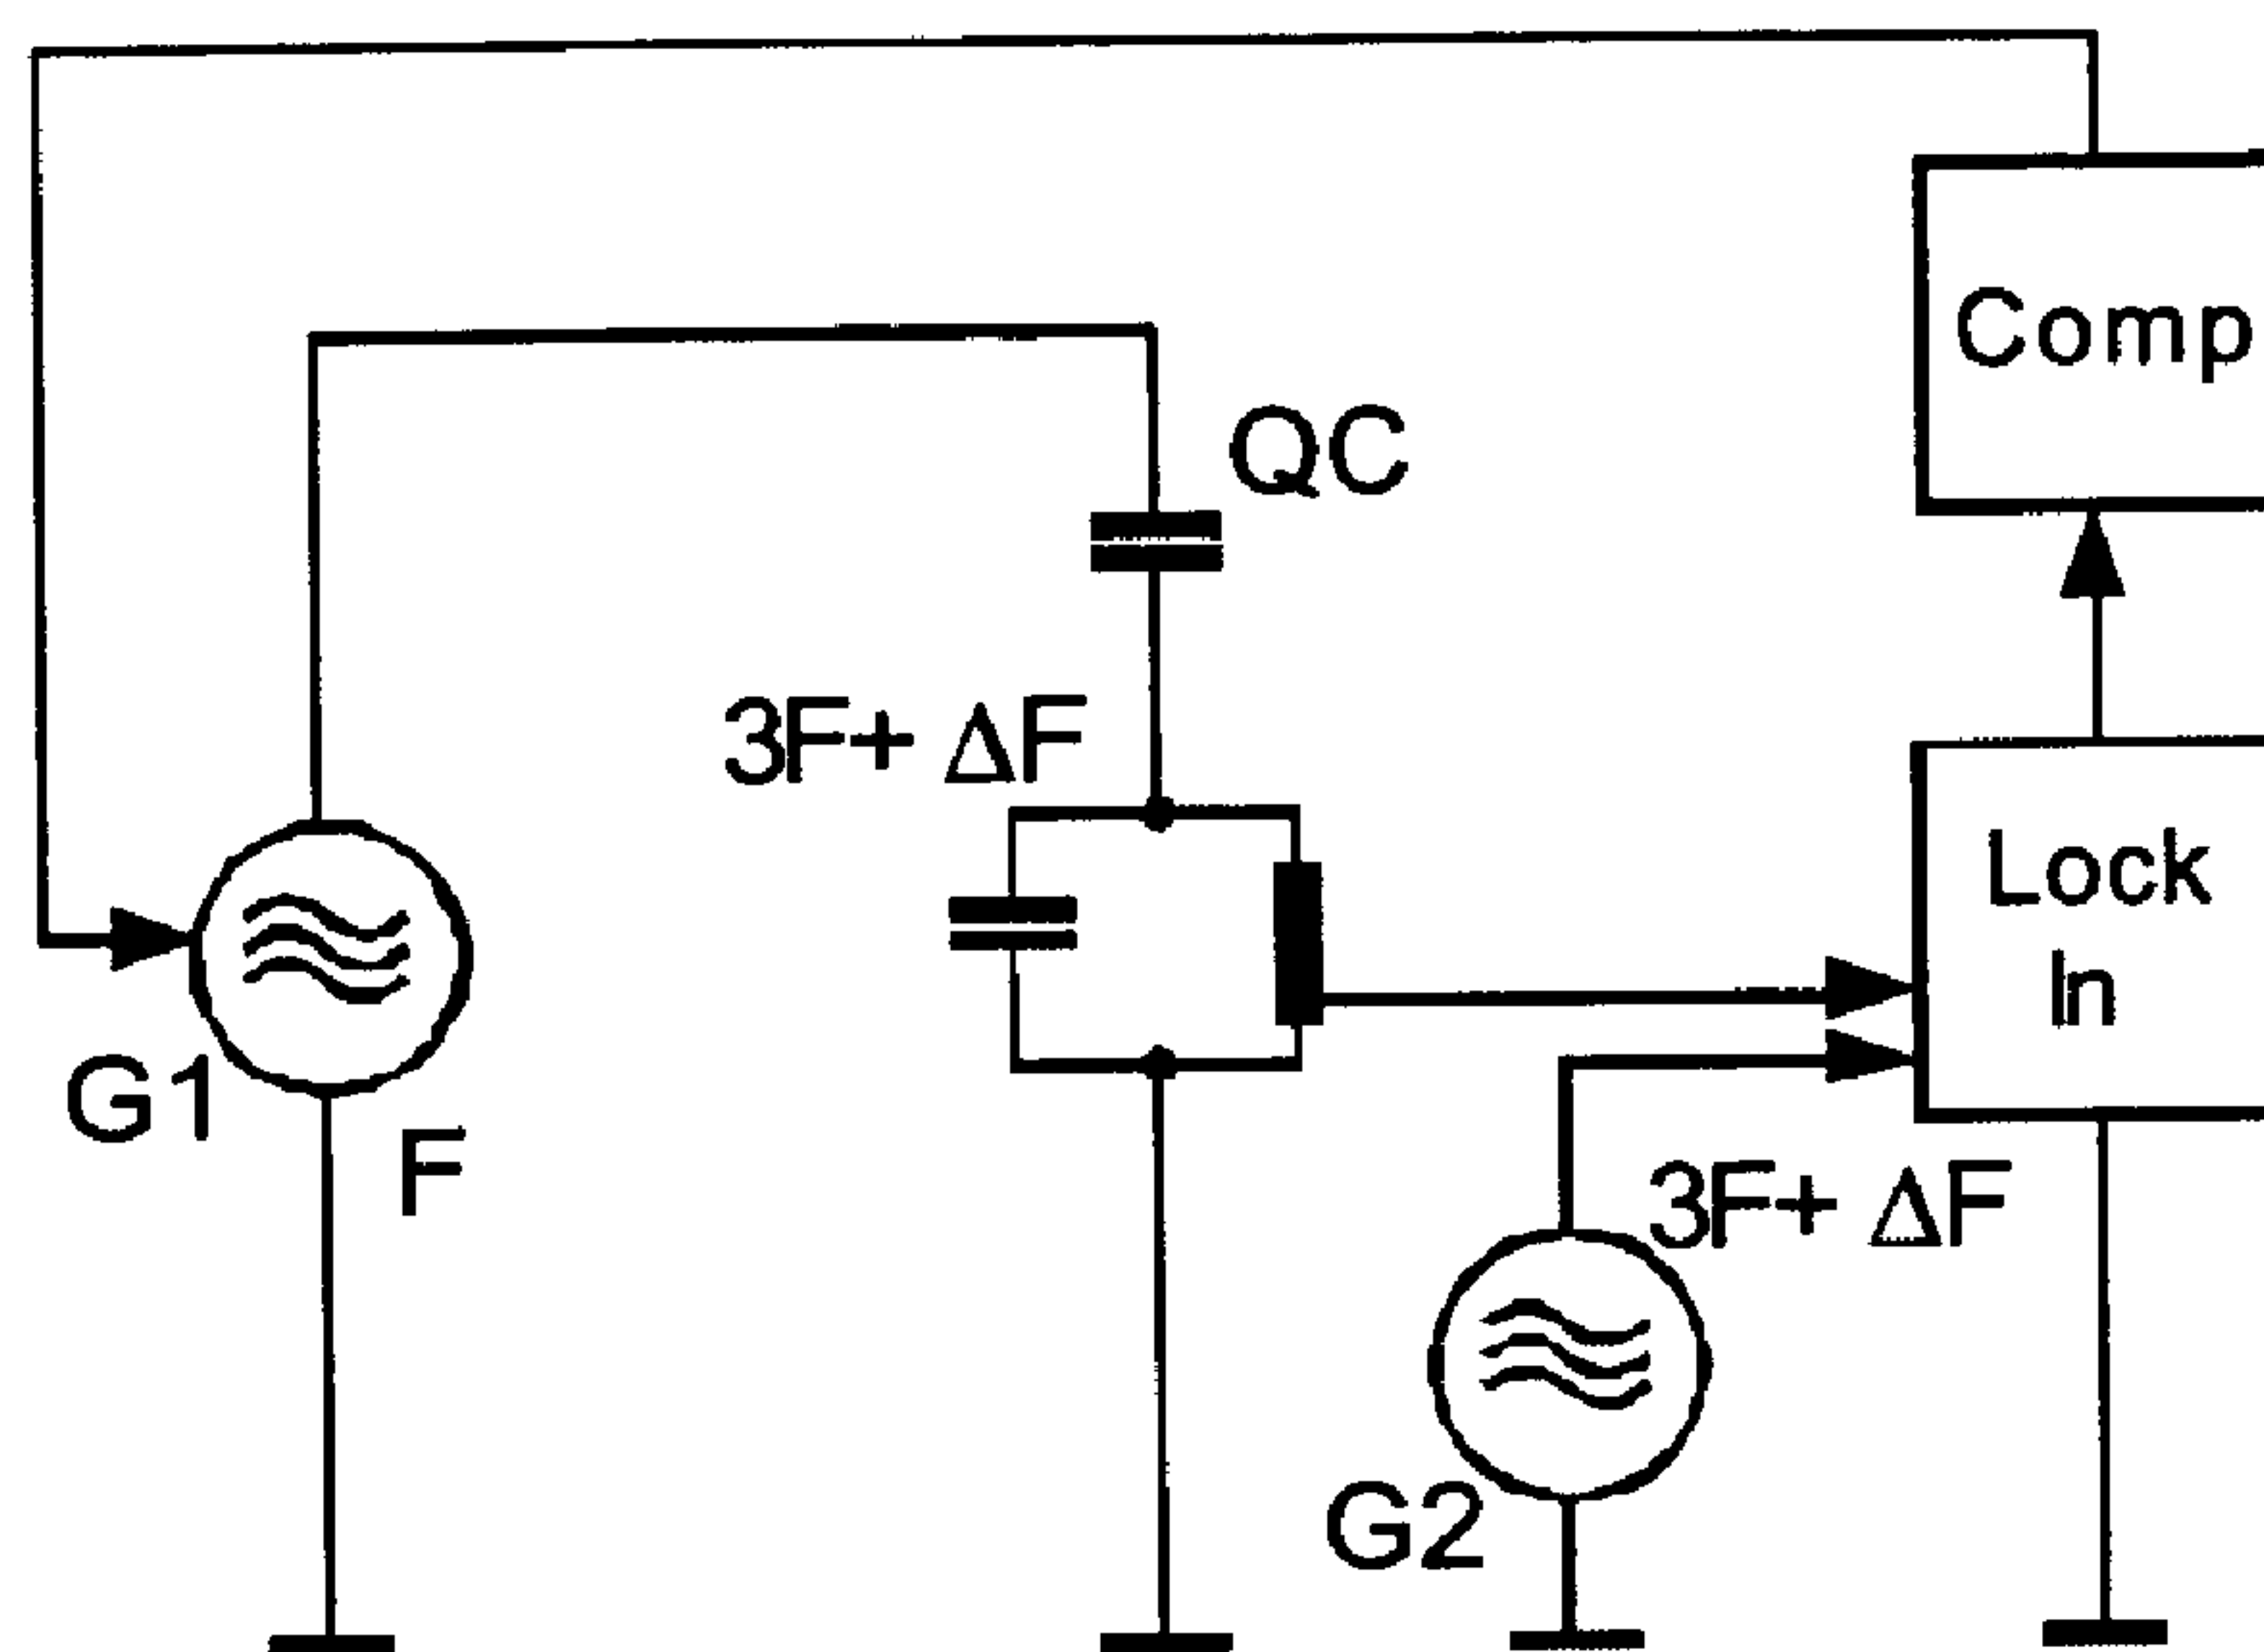 Comp
QC
3F+ ΔF
Lock
In
G1
F
3F+ ΔF
G2